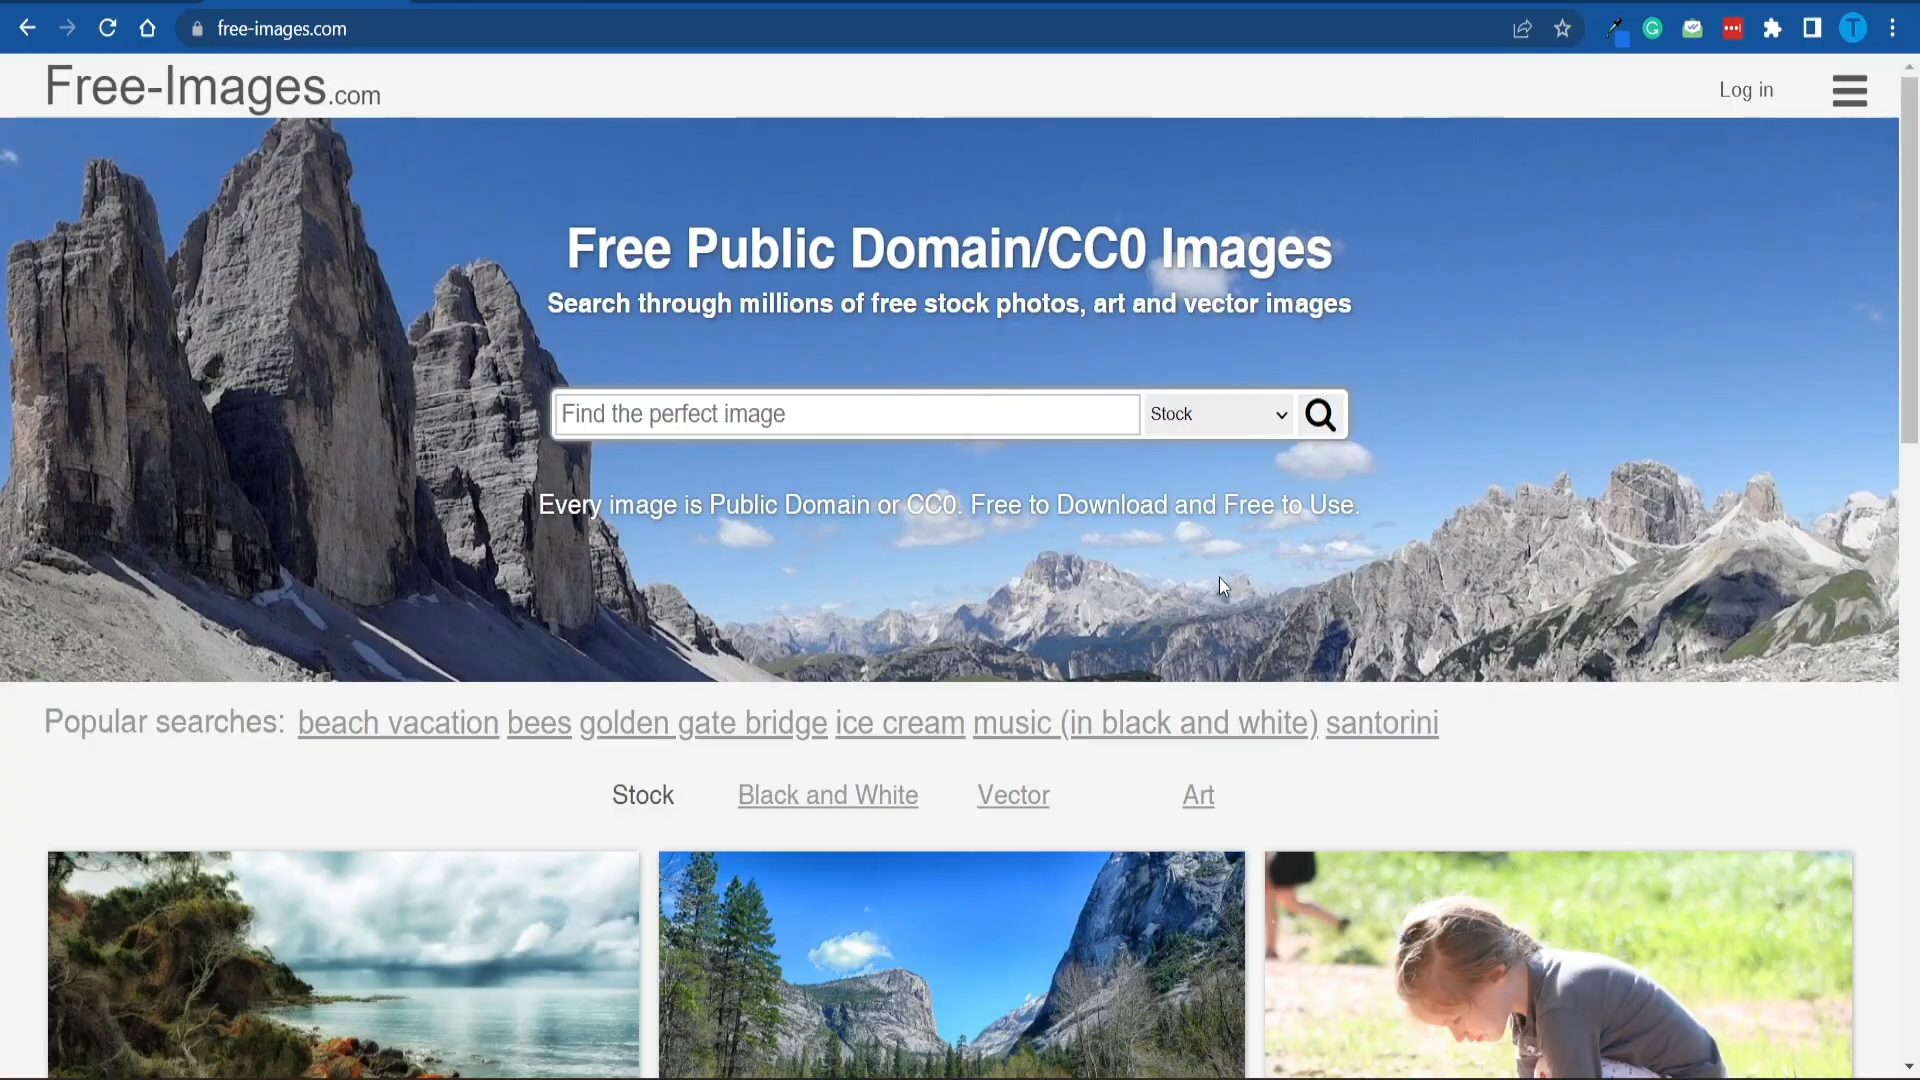 free-images.com
Free-Images.com
Log in
Free Public Domain/CC0 Images
Search through millions of free stock photos, art and vector images
Find the perfect image
Stock
Every image is Public Domain or CC0. Free to Download and Free to Use.
Popular searches: beach vacation bees golden gate bridge ice cream music (in black and white) santorini
Stock Black and White Vector Art